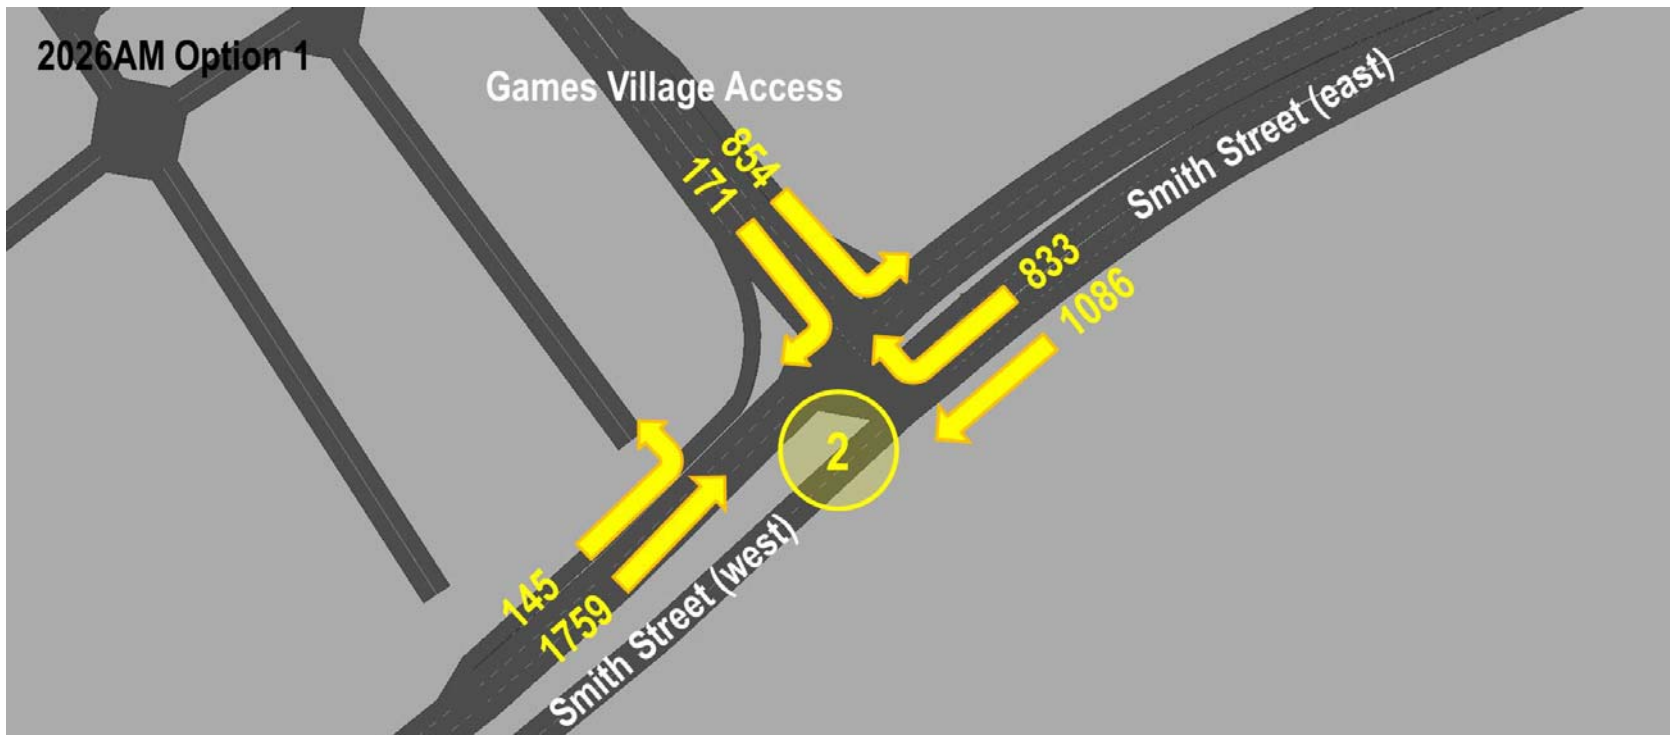 2026AM Option 1
Games Village Access
Smith Street (east)
854
171
833
1086
2
145
1759
Smith Street (west)